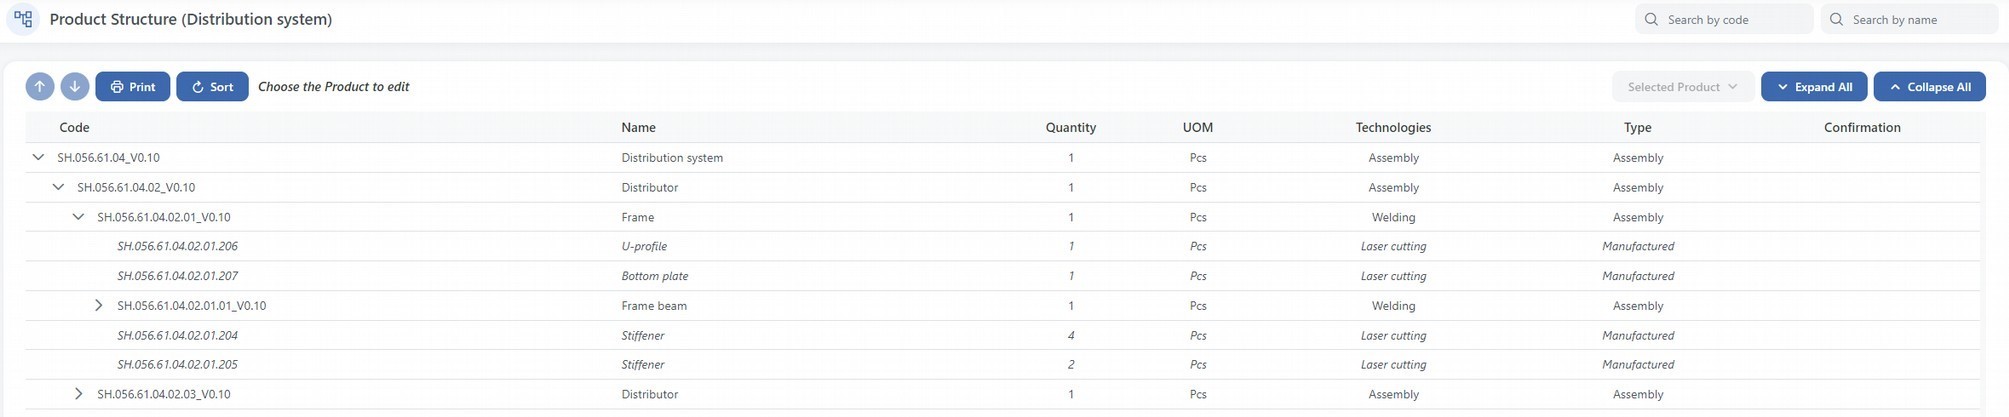 Product Structure (Distribution system) Search by code Search by name
Print Sort Choose the Product to edit Selected Product Expand All Collapse All
Code Name Quantity UOM Technologies Type Confirmation
SH.056.61.04_V0.10 Distribution system 1 Pcs Assembly Assembly
SH.056.61.04.02_V0.10 Distributor 1 Pcs Assembly Assembly
SH.056.61.04.02.01_V0.10 Frame 1 Pcs Welding Assembly
SH.056.61.04.02.01.206 U-profile 1 Pcs Laser cutting Manufactured
SH.056.61.04.02.01.207 Bottom plate 1 Pcs Laser cutting Manufactured
SH.056.61.04.02.01.01_V0.10 Frame beam 1 Pcs Welding Assembly
SH.056.61.04.02.01.204 Stiffener 4 Pcs Laser cutting Manufactured
SH.056.61.04.02.01.205 Stiffener 2 Pcs Laser cutting Manufactured
SH.056.61.04.02.03_V0.10 Distributor 1 Pcs Assembly Assembly